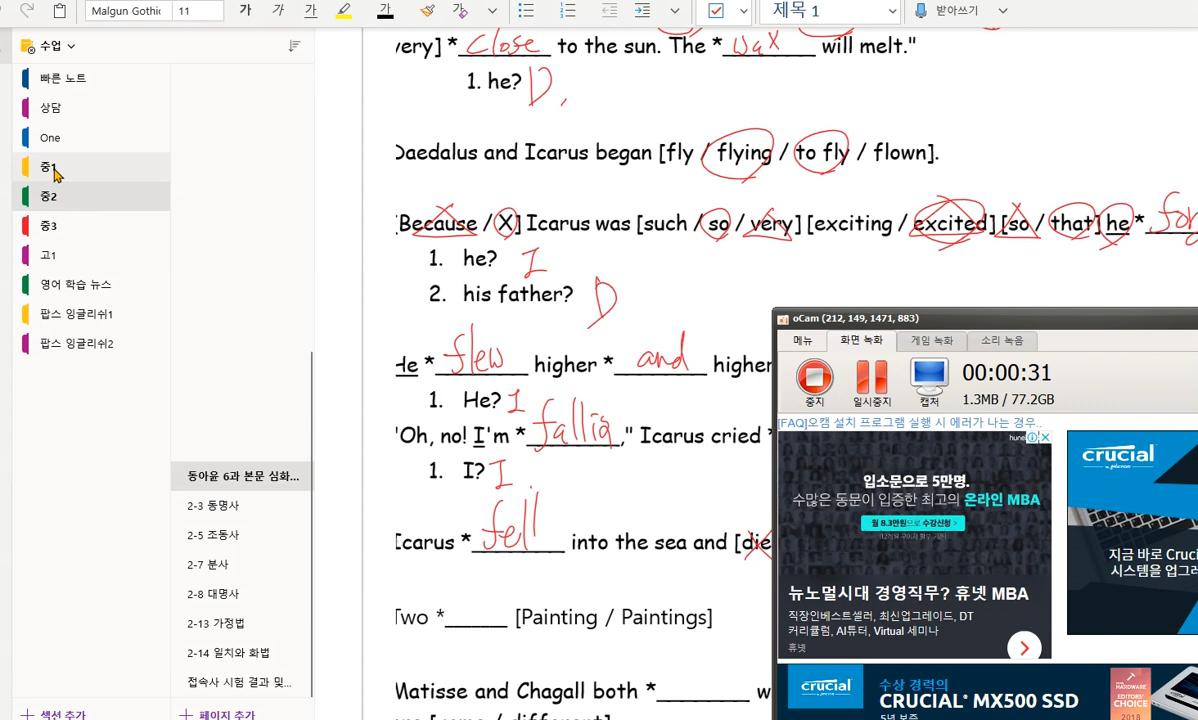 Malgun Gothic 11 가 가 가 가 제목 1 받아쓰기
수업
빠른 노트
상담
One
중1
중2
중3
고1
영어 학습 뉴스
팝스 잉글리쉬1
팝스 잉글리쉬2
섹션 추가
동아윤 6과 본문 심화...
2-3 동명사
2-5 조동사
2-7 분사
2-8 대명사
2-13 가정법
2-14 일치와 화법
접속사 시험 결과 및...
페이지 추가
very] *close to the sun. The *wax will melt."
1. he? D
Daedalus and Icarus began [fly / flying / to fly / flown].
[Because / X] Icarus was [such / so / very] [exciting / excited] [so / that] he *
1. he? I
2. his father? D
He *flew higher *and higher
1. He? I
"Oh, no! I'm *falling," Icarus cried *
1. I? I
Icarus *fell into the sea and [die
Two *______ [Painting / Paintings]
Matisse and Chagall both *________ w
[same / different]
oCam (212, 149, 1471, 883)
메뉴 화면 녹화 게임 녹화 소리 녹음
중지 일시중지 캡처
00:00:31
1.3MB / 77.2GB
[FAQ]오캠 설치 프로그램 실행 시 에러가 나는 경우..
입소문으로 5만명.
수많은 동문이 입증한 최고의 온라인 MBA
월 8.3만원으로 수강신청 >
뉴노멀시대 경영직무? 휴넷 MBA
직장인베스트셀러, 최신업그레이드, DT
커리큘럼, AI튜터, Virtual 세미나
휴넷
crucial
지금 바로 Cruci
시스템을 업그레
crucial
수상 경력의
CRUCIAL® MX500 SSD
5년 보증
HARDWARE
EDITORS'
CHOICE
2018